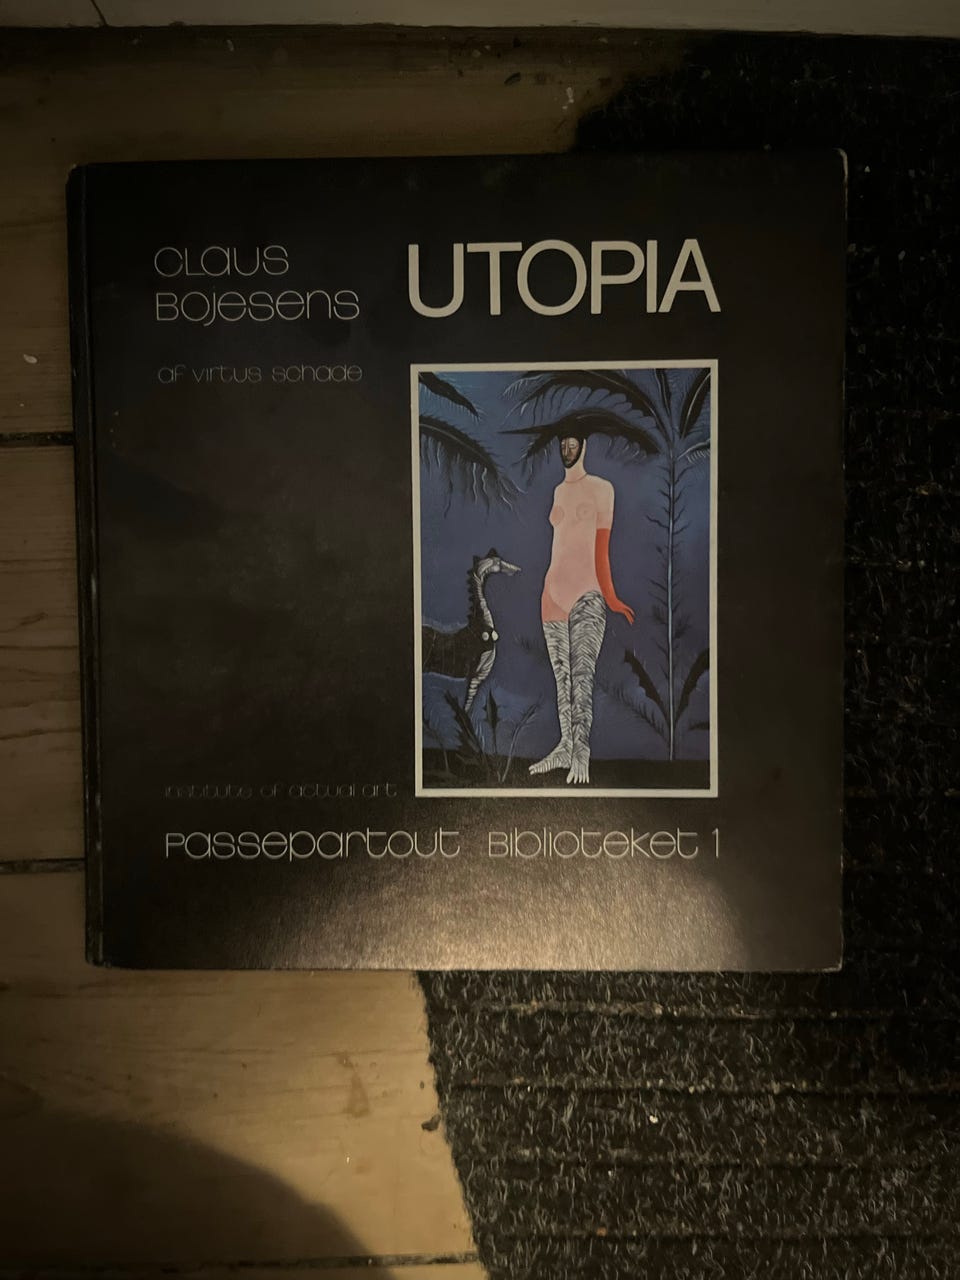 CLaus
Bojesens
UTOPIA
af virtus schade
institute of actual art
Passepartout Biblioteket 1